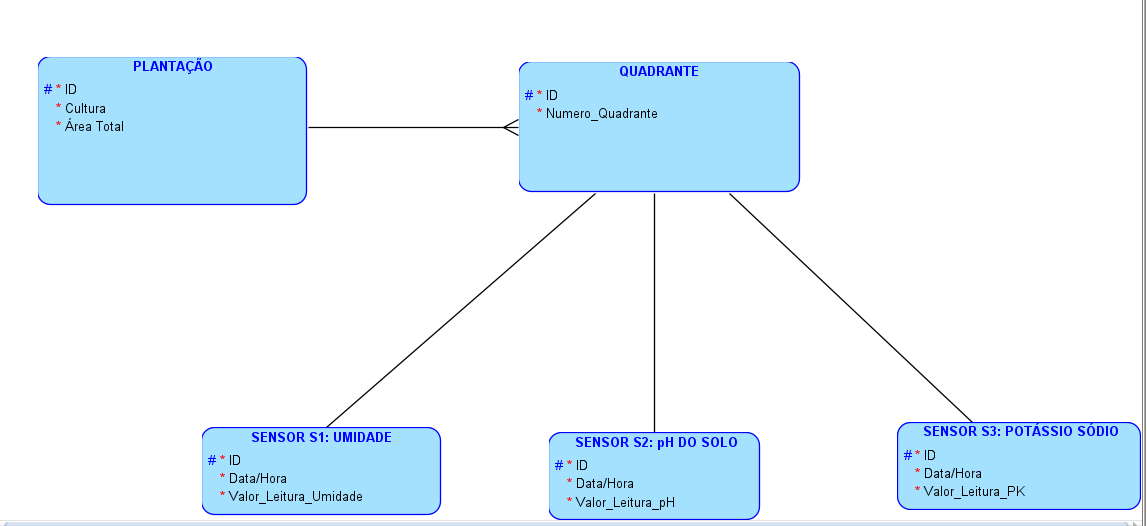 PLANTAÇÃO
# * ID
* Cultura
* Área Total
QUADRANTE
# * ID
* Numero_Quadrante
SENSOR S1: UMIDADE
# * ID
* Data/Hora
* Valor_Leitura_Umidade
SENSOR S2: pH DO SOLO
# * ID
* Data/Hora
* Valor_Leitura_pH
SENSOR S3: POTÁSSIO SÓDIO
# * ID
* Data/Hora
* Valor_Leitura_PK